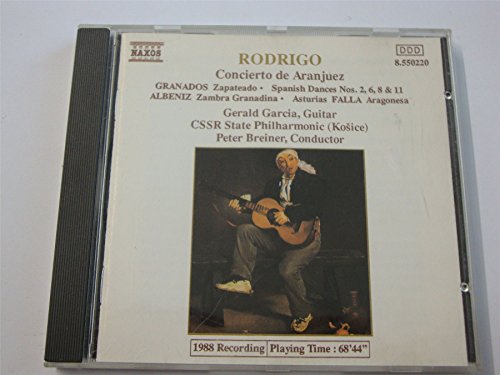 NAXOS
DDD
8.550220
RODRIGO
Concierto de Aranjuez
GRANADOS Zapateado • Spanish Dances Nos. 2, 6, 8 & 11
ALBENIZ Zambra Granadina • Asturias FALLA Aragonesa
Gerald Garcia, Guitar
CSSR State Philharmonic (Košice)
Peter Breiner, Conductor
1988 Recording Playing Time : 68'44"